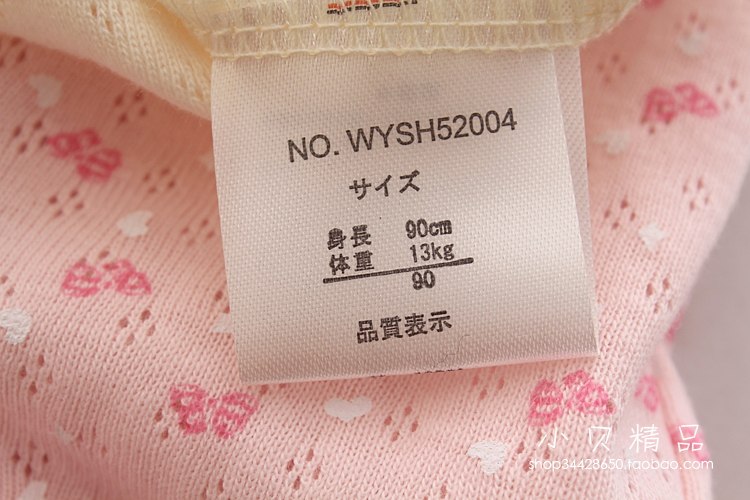 NO. WYSH52004
サイズ
身長 90cm
体重 13kg
90
品質表示
小贝精品
shop34428650.taobao.com